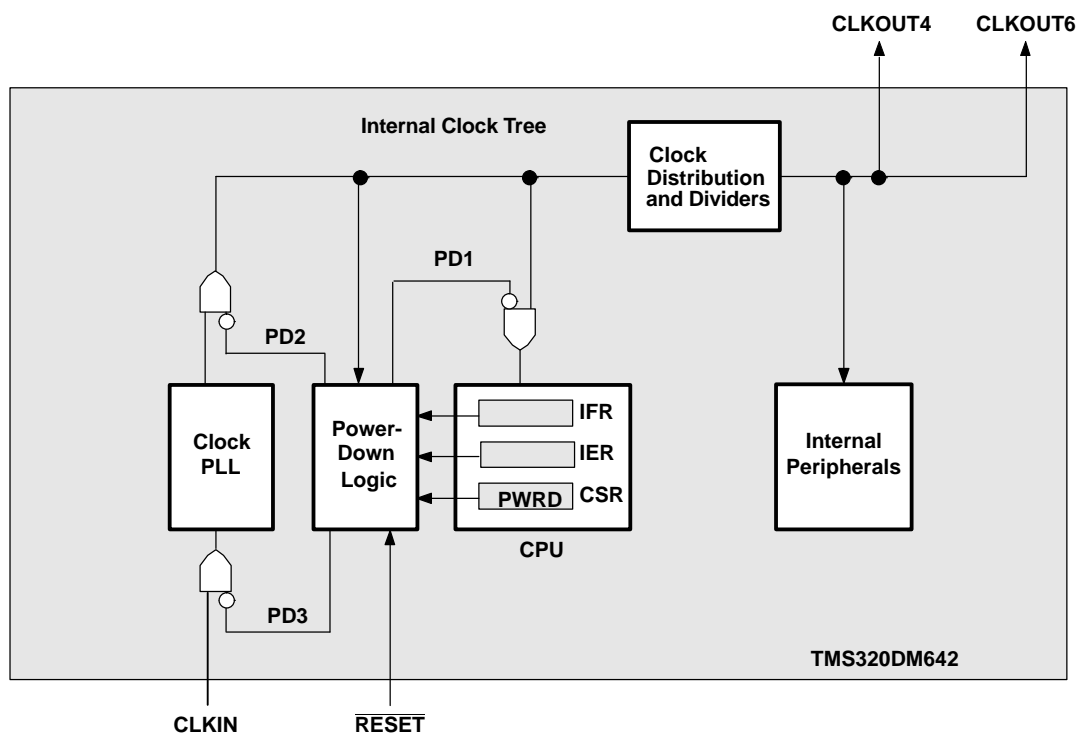 CLKOUT4
CLKOUT6
Internal Clock Tree
Clock
Distribution
and Dividers
PD1
PD2
Clock
PLL
Power-
Down
Logic
IFR
IER
PWRD
CSR
CPU
Internal
Peripherals
PD3
TMS320DM642
CLKIN
RESET